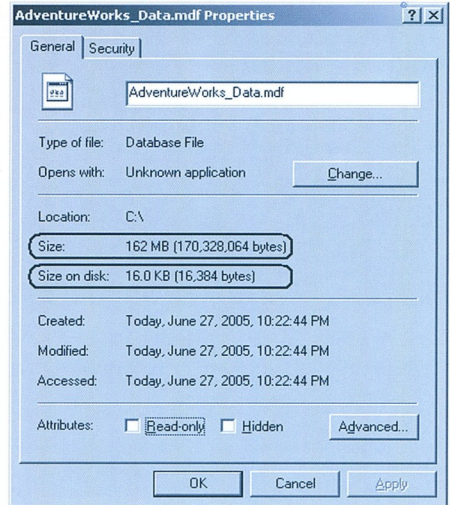 AdventureWorks_Data.mdf Properties
General Security
AdventureWorks_Data.mdf
Type of file: Database File
Opens with: Unknown application Change...
Location: C:\
Size: 162 MB (170,328,064 bytes)
Size on disk: 16.0 KB (16,384 bytes)
Created: Today, June 27, 2005, 10:22:44 PM
Modified: Today, June 27, 2005, 10:22:44 PM
Accessed: Today, June 27, 2005, 10:22:44 PM
Attributes: Read-only Hidden Advanced...
OK Cancel Apply